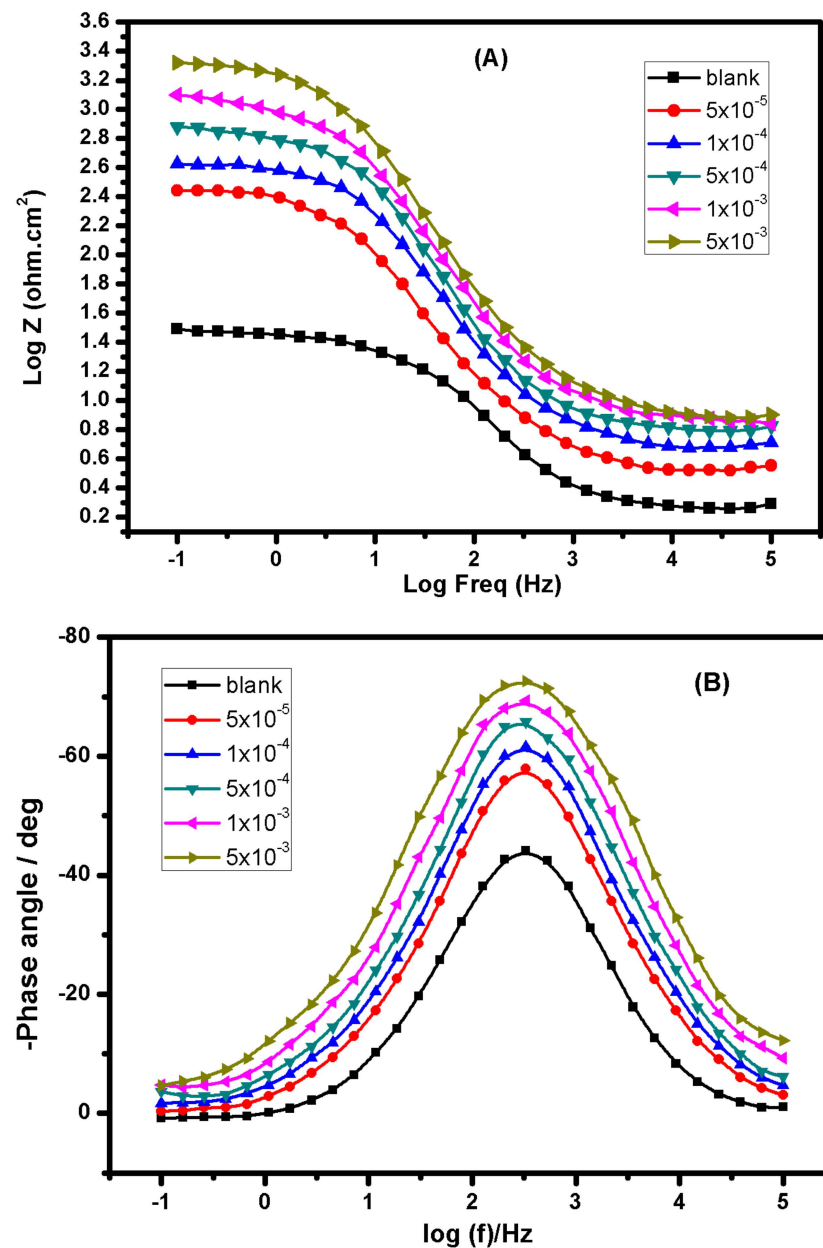 (A)
blank
5x10⁻⁵
1x10⁻⁴
5x10⁻⁴
1x10⁻³
5x10⁻³
3.6
3.4
3.2
3.0
2.8
2.6
2.4
2.2
2.0
1.8
1.6
1.4
1.2
1.0
0.8
0.6
0.4
0.2
Log Z (ohm.cm²)
-1 0 1 2 3 4 5
Log Freq (Hz)
(B)
blank
5x10⁻⁵
1x10⁻⁴
5x10⁻⁴
1x10⁻³
5x10⁻³
-80
-60
-40
-20
0
-Phase angle / deg
-1 0 1 2 3 4 5
log (f)/Hz